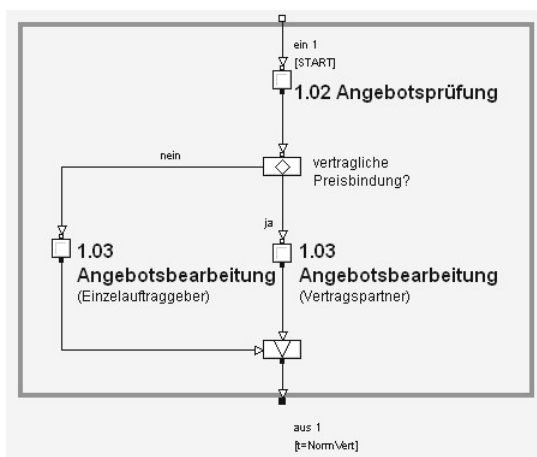 ein 1
[START]
1.02 Angebotsprüfung
nein
vertragliche
Preisbindung?
ja
1.03
Angebotsbearbeitung
(Einzelauftraggeber)
1.03
Angebotsbearbeitung
(Vertragspartner)
aus 1
[t=NormVert]